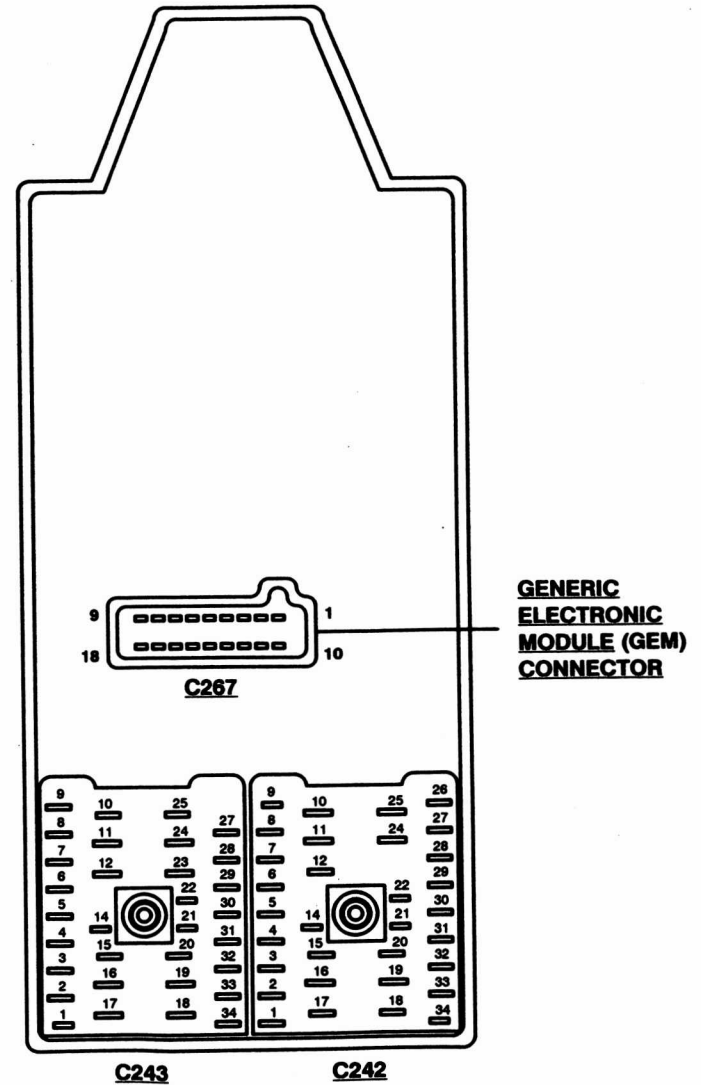 GENERIC
ELECTRONIC
MODULE (GEM)
CONNECTOR
9 1
18 10
C267
9 10 25
8 11 24 27
7 12 23 28
6 22 29
5 14 21 30
4 15 20 31
3 16 19 32
2 17 18 33
1 34
C243
9 10 25 26
8 11 24 27
7 12 28
6 22 29
5 14 21 30
4 15 20 31
3 16 19 32
2 17 18 33
1 34
C242